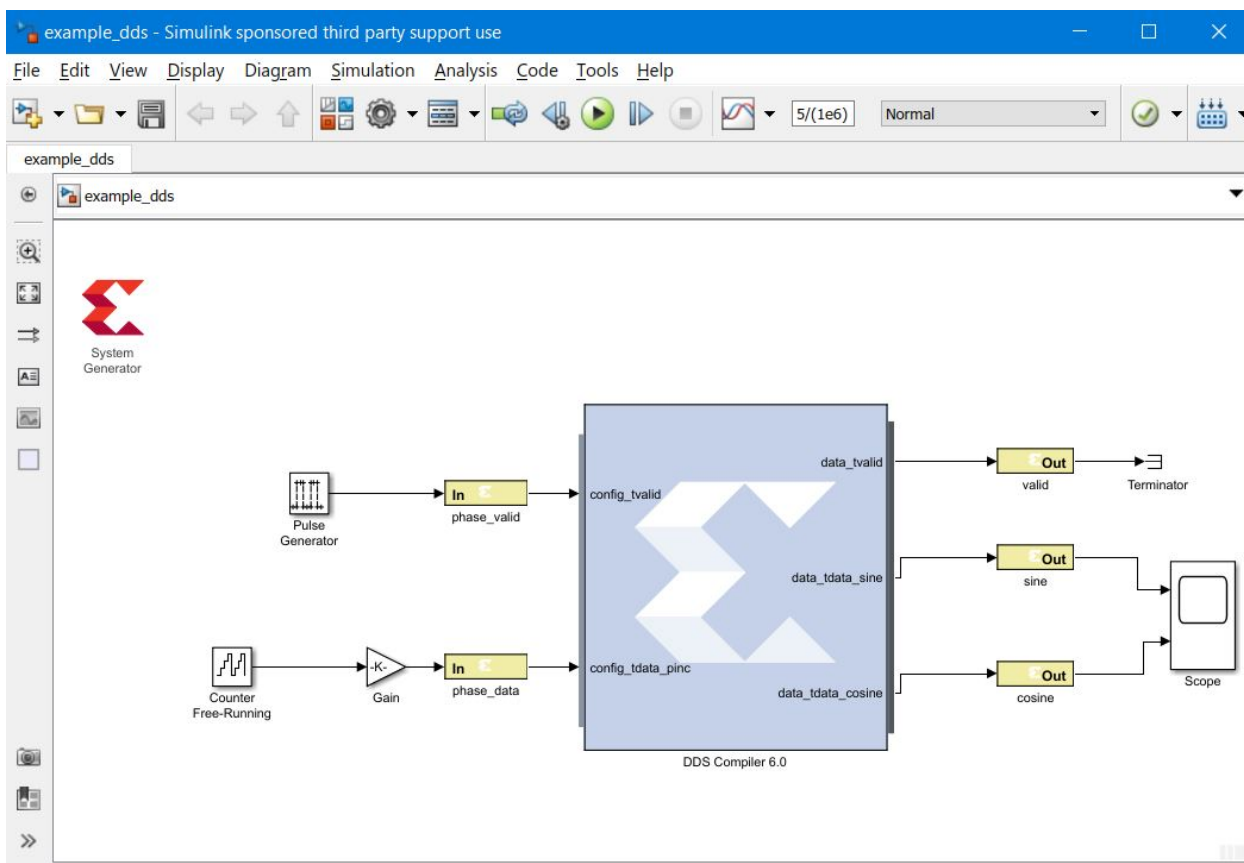 example_dds - Simulink sponsored third party support use
File Edit View Display Diagram Simulation Analysis Code Tools Help
5/(1e6) Normal
example_dds
example_dds
System
Generator
data_tvalid
Out
valid
Terminator
Pulse
Generator
In
phase_valid
config_tvalid
data_tdata_sine
Out
sine
Counter
Free-Running
-K-
Gain
In
phase_data
config_tdata_pinc
data_tdata_cosine
Out
cosine
Scope
DDS Compiler 6.0